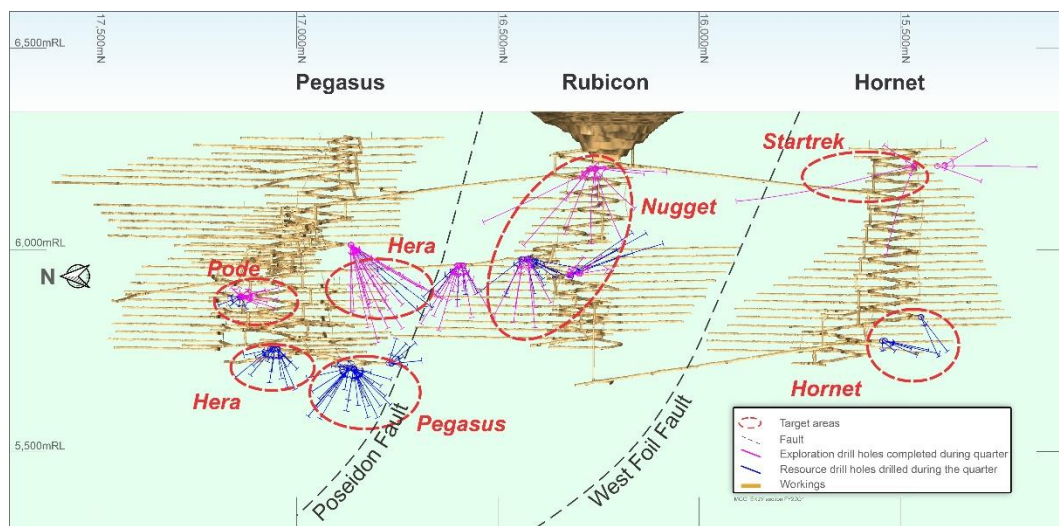 17,500mN
17,000mN
16,500mN
16,000mN
15,500mN
6,500mRL
Pegasus
Rubicon
Hornet
Startrek
Nugget
6,000mRL
Hera
Pode
N
Hera
Pegasus
Hornet
5,500mRL
Poseidon Fault
West Foil Fault
Target areas
Fault
Exploration drill holes completed during quarter
Resource drill holes drilled during the quarter
Workings